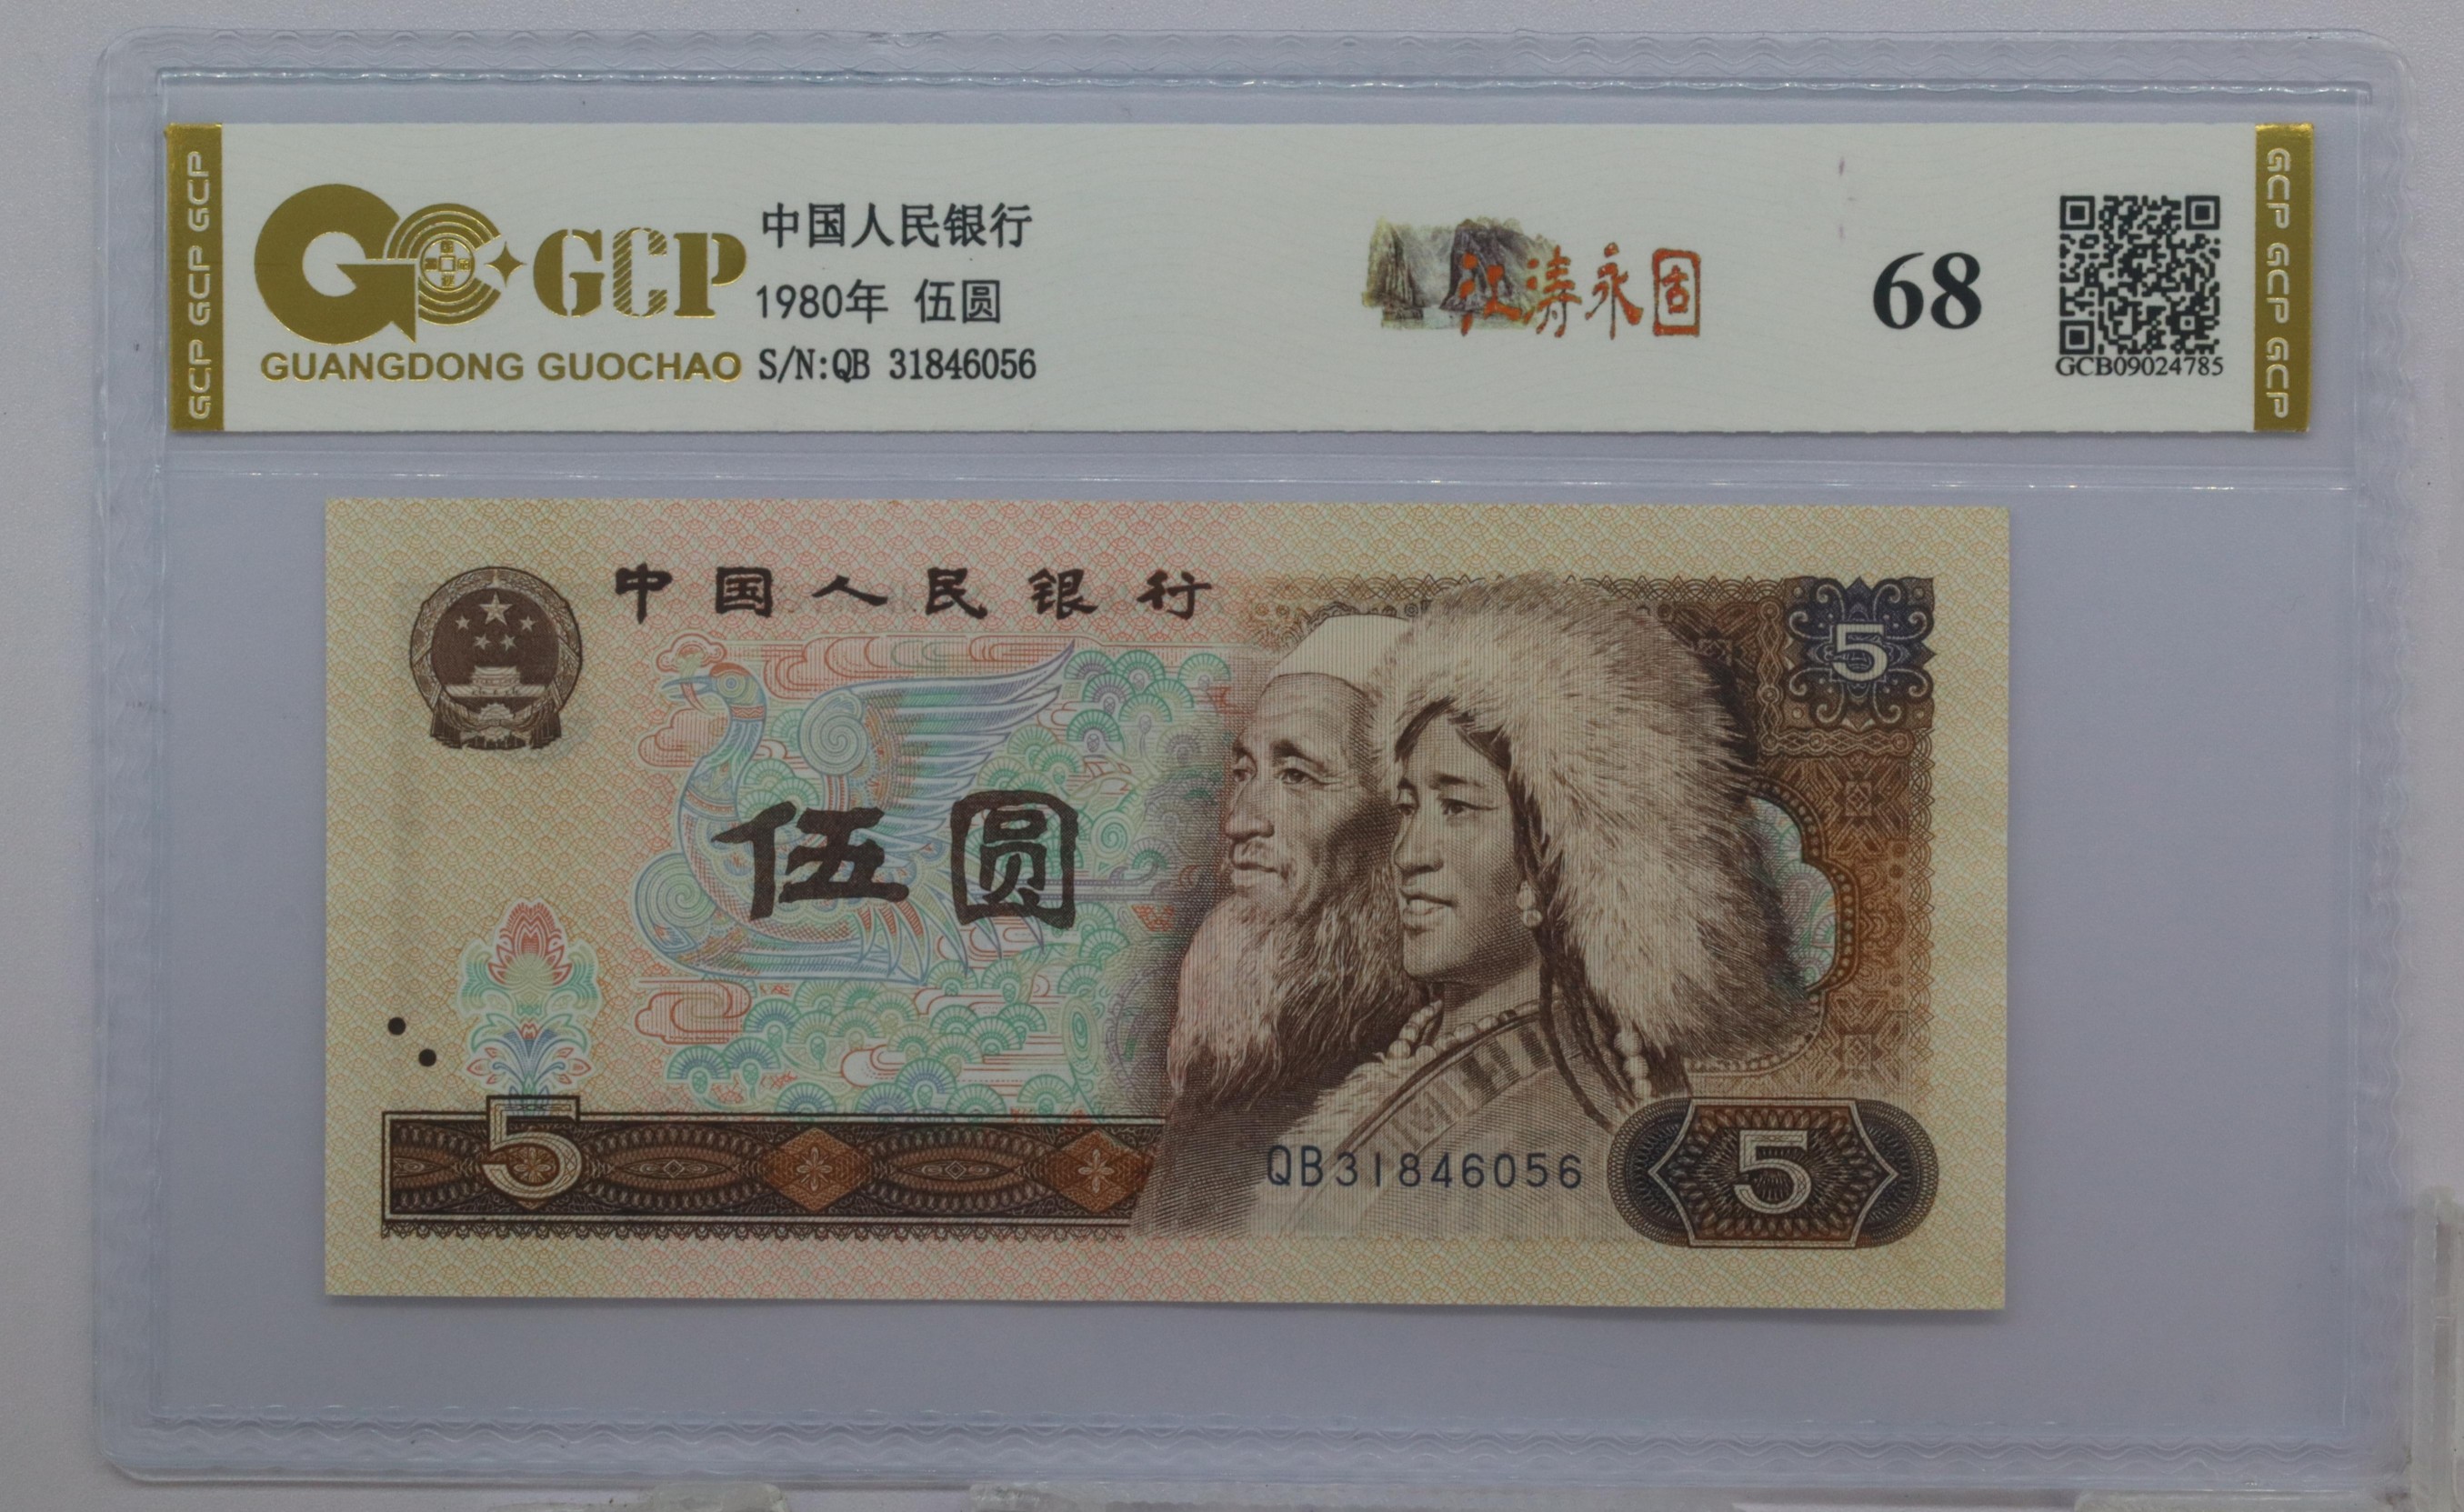 GCP GCP GCP
GCP
GUANGDONG GUOCHAO
中国人民银行
1980年 伍圆
S/N:QB 31846056
江涛永固
68
GCB09024785
GCP GCP GCP
中国人民银行
5
伍圆
5
QB31846056
5